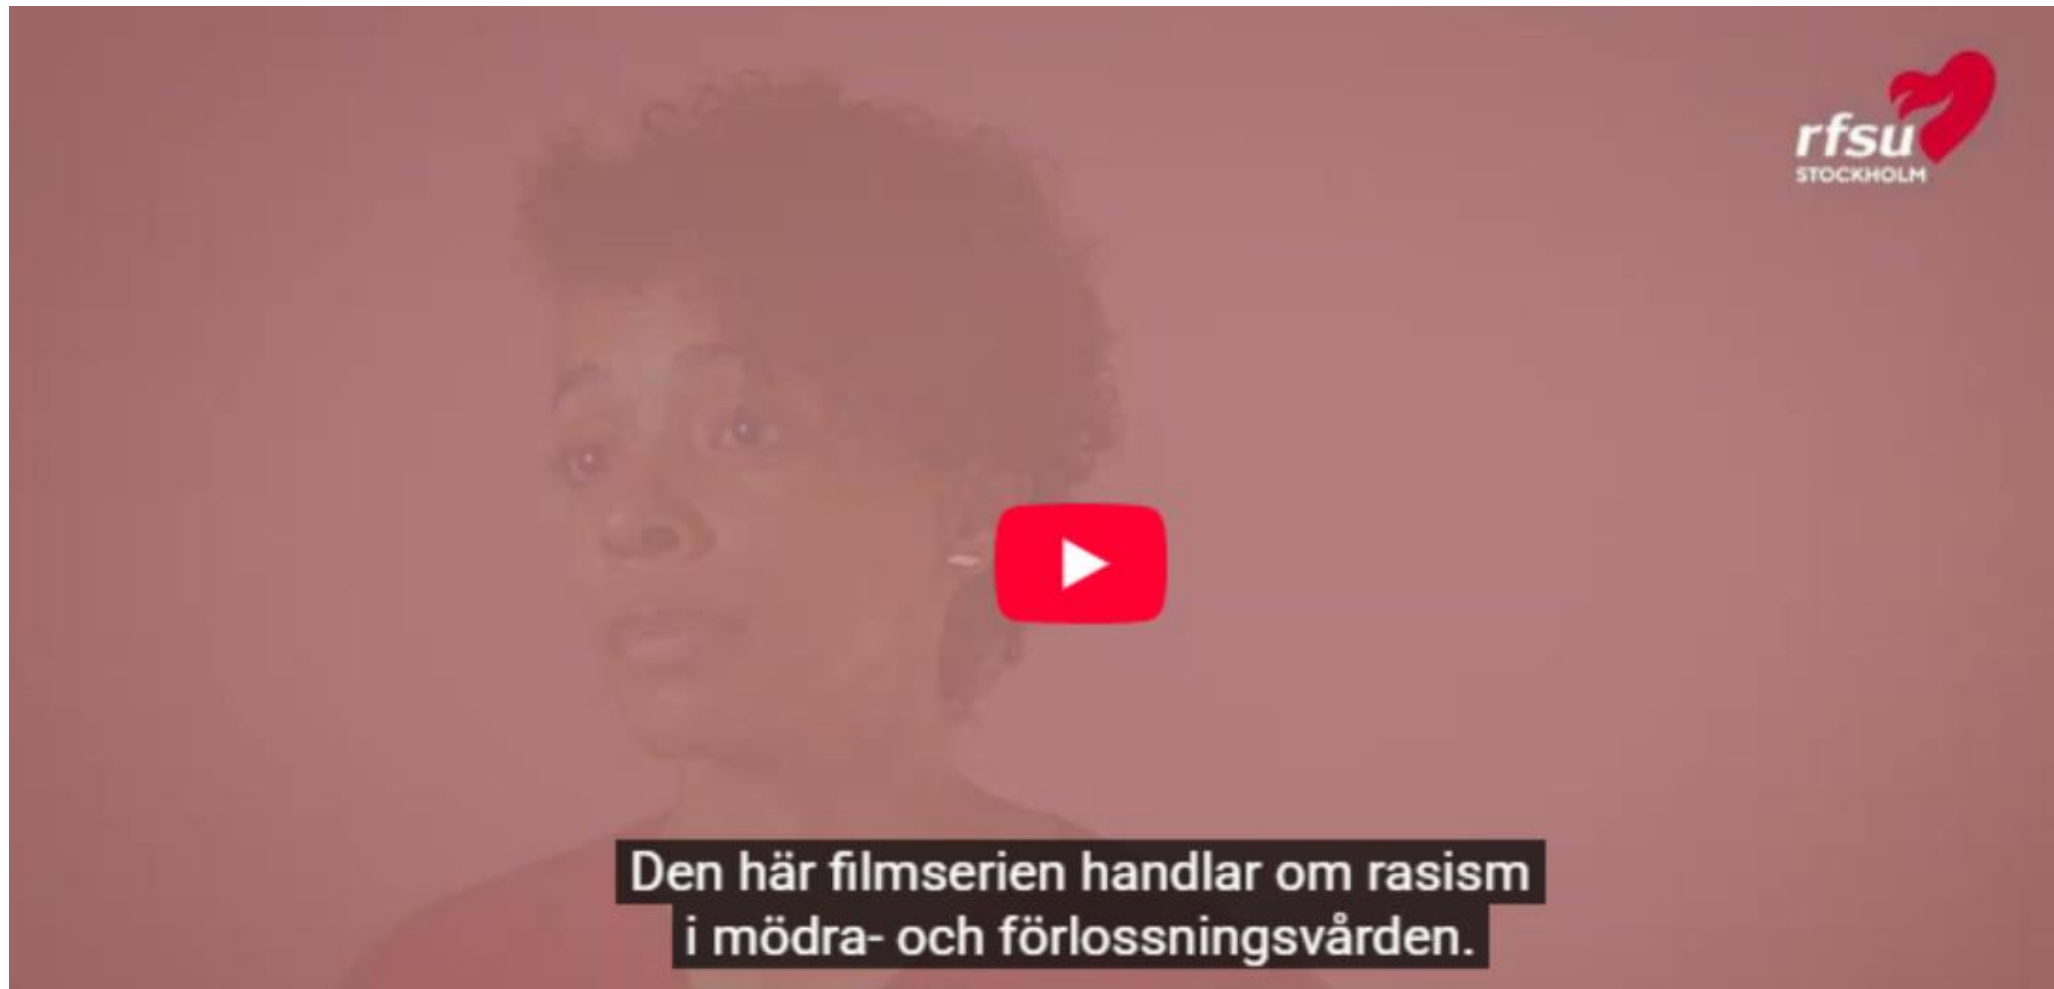 rfsu
STOCKHOLM
Den här filmserien handlar om rasism
i mödra- och förlossningsvården.